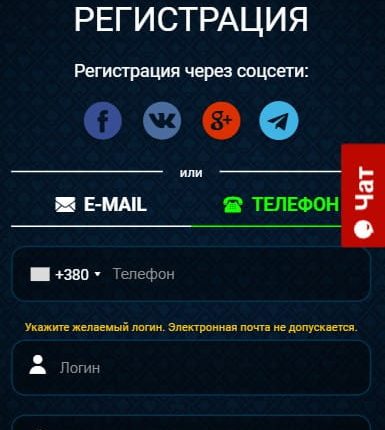 РЕГИСТРАЦИЯ
Регистрация через соцсети:
или
E-MAIL
ТЕЛЕФОН
Чат
+380 Телефон
Укажите желаемый логин. Электронная почта не допускается.
Логин